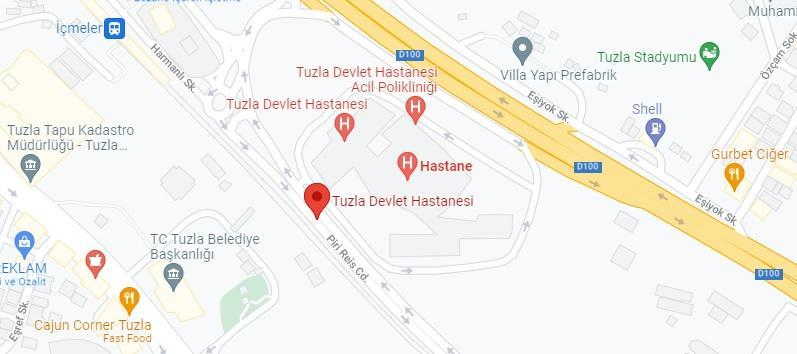 İçmeler
Harmanlı Sk.
D100
Muhami
Özçam Sok
Tuzla Stadyumu
Villa Yapı Prefabrik
Tuzla Devlet Hastanesi
Acil Polikliniği
Tuzla Devlet Hastanesi
Eşiyok Sk.
Shell
Tuzla Tapu Kadastro
Müdürlüğü - Tuzla...
Hastane
D100
Gurbet Ciğer
Tuzla Devlet Hastanesi
Eşiyok Sk
TC Tuzla Belediye
Başkanlığı
Piri Reis Cd.
REKLAM
i ve Ozalit
D100
Eşref Sk.
Cajun Corner Tuzla
Fast Food